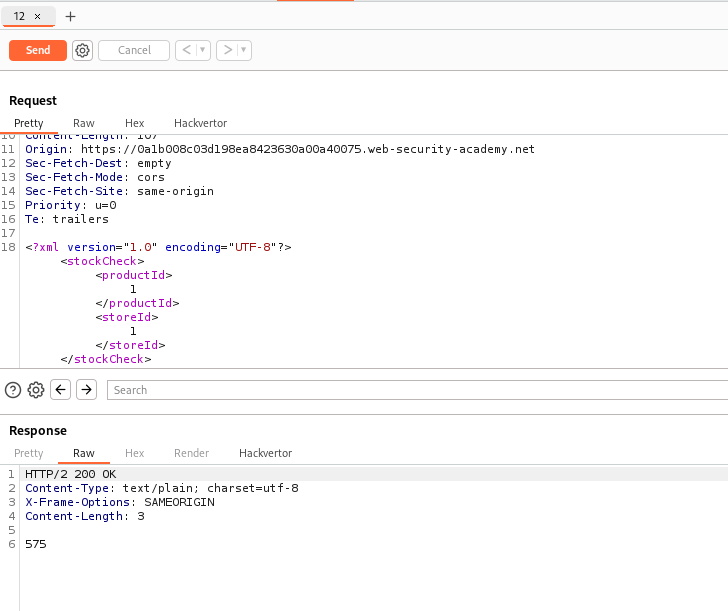 12 × +
Send Cancel < ▾ > ▾
Request
Pretty Raw Hex Hackvertor
10 Content-Length: 107
11 Origin: https://0a1b008c03d198ea8423630a00a40075.web-security-academy.net
12 Sec-Fetch-Dest: empty
13 Sec-Fetch-Mode: cors
14 Sec-Fetch-Site: same-origin
15 Priority: u=0
16 Te: trailers
17
18 <?xml version="1.0" encoding="UTF-8"?>
<stockCheck>
<productId>
1
</productId>
<storeId>
1
</storeId>
</stockCheck>
? Search
Response
Pretty Raw Hex Render Hackvertor
1 HTTP/2 200 OK
2 Content-Type: text/plain; charset=utf-8
3 X-Frame-Options: SAMEORIGIN
4 Content-Length: 3
5
6 575